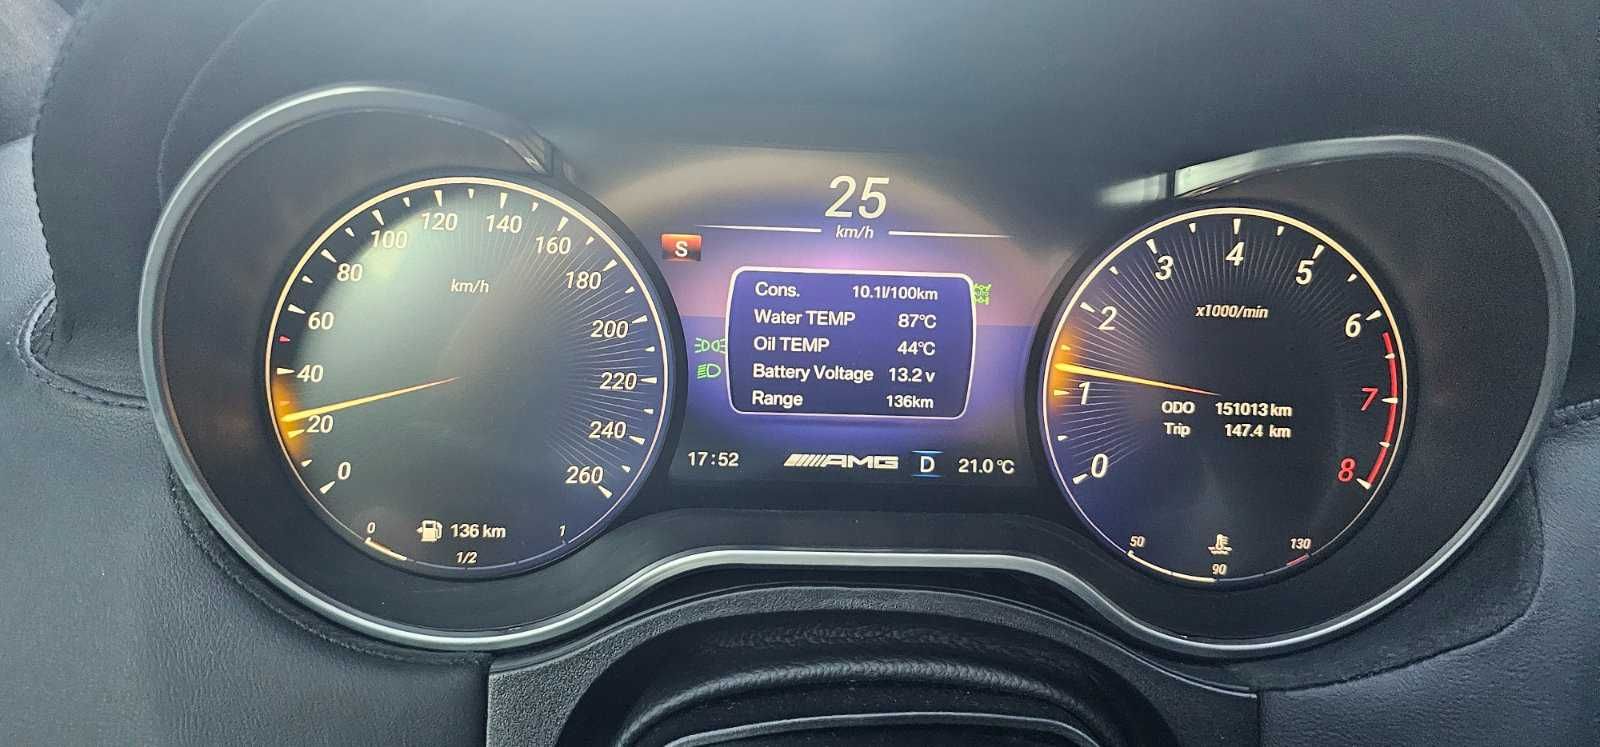 25
km/h
S
Cons. 10.1l/100km
Water TEMP 87°C
Oil TEMP 44°C
Battery Voltage 13.2 v
Range 136km
17:52 AMG D 21.0 °C
0
20
40
60
80
100
120
140
160
180
200
220
240
260
km/h
136 km
0 1/2 1
0
1
2
3
4
5
6
7
8
x1000/min
ODO 151013 km
Trip 147.4 km
50 90 130